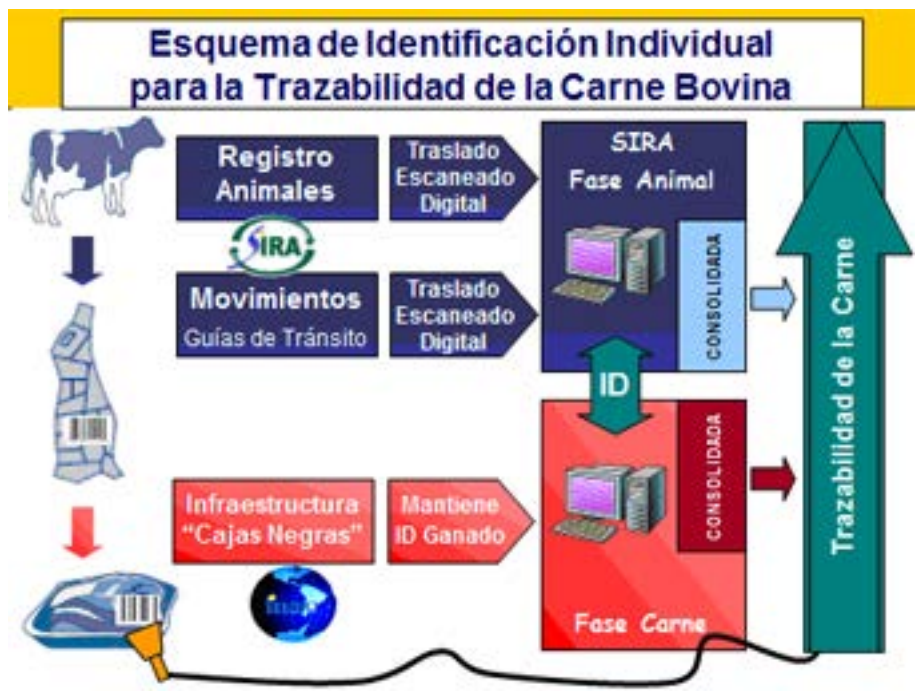 Esquema de Identificación Individual
para la Trazabilidad de la Carne Bovina
Registro
Animales
Traslado
Escaneado
Digital
SIRA
Fase Animal
CONSOLIDADA
SIRA
Movimientos
Guías de Tránsito
Traslado
Escaneado
Digital
ID
Infraestructura
“Cajas Negras”
Mantiene
ID Ganado
CONSOLIDADA
Fase Carne
Trazabilidad de la Carne